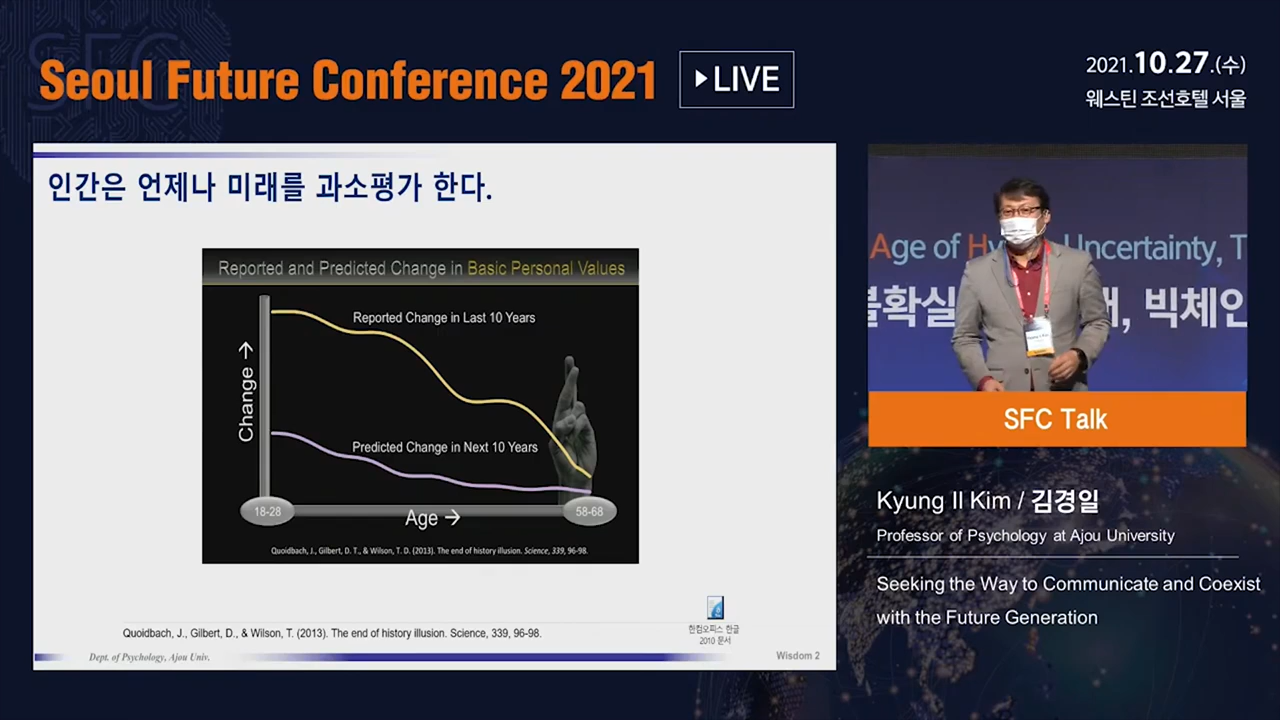 SFC
Seoul Future Conference 2021
LIVE
2021.10.27.(수)
웨스틴 조선호텔 서울
인간은 언제나 미래를 과소평가 한다.
Reported and Predicted Change in Basic Personal Values
Reported Change in Last 10 Years
Change →
Predicted Change in Next 10 Years
18-28
Age →
58-68
Quoidbach, J., Gilbert, D. T., & Wilson, T. D. (2013). The end of history illusion. Science, 339, 96-98.
한컴오피스 한글
2010 문서
Quoidbach, J., Gilbert, D., & Wilson, T. (2013). The end of history illusion. Science, 339, 96-98.
Dept. of Psychology, Ajou Univ.
Wisdom 2
Age of Uncertainty, T
빅체인
SFC Talk
Kyung Il Kim / 김경일
Professor of Psychology at Ajou University
Seeking the Way to Communicate and Coexist
with the Future Generation